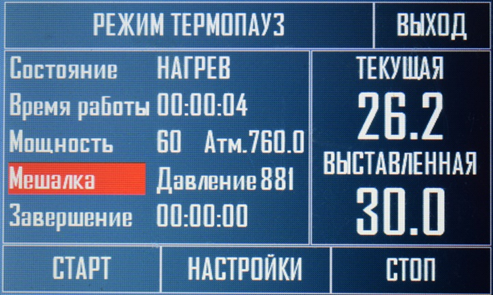 РЕЖИМ ТЕРМОПАУЗ ВЫХОД
Состояние НАГРЕВ
Время работы 00:00:04
Мощность 60 Атм.760.0
Мешалка Давление 881
Завершение 00:00:00
ТЕКУЩАЯ
26.2
ВЫСТАВЛЕННАЯ
30.0
СТАРТ НАСТРОЙКИ СТОП